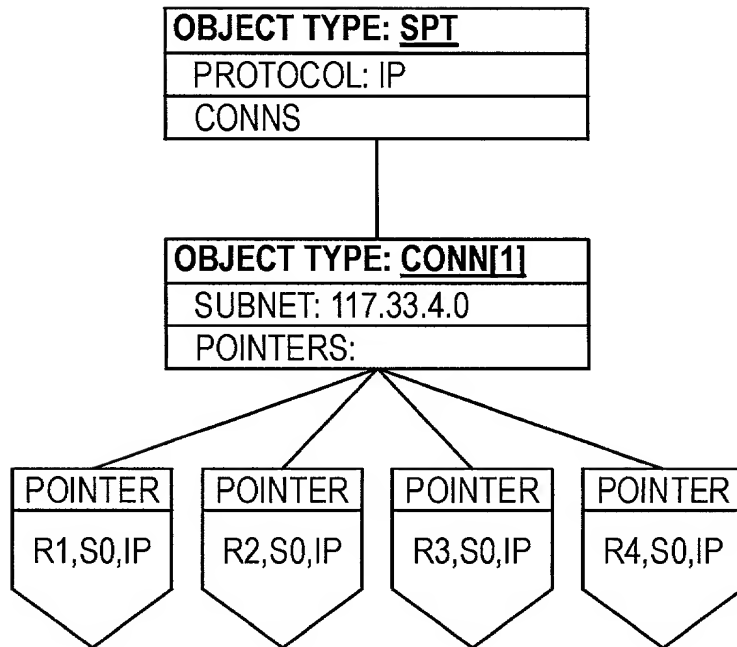 OBJECT TYPE: SPT
PROTOCOL: IP
CONNS
OBJECT TYPE: CONN[1]
SUBNET: 117.33.4.0
POINTERS:
POINTER
R1,S0,IP
POINTER
R2,S0,IP
POINTER
R3,S0,IP
POINTER
R4,S0,IP